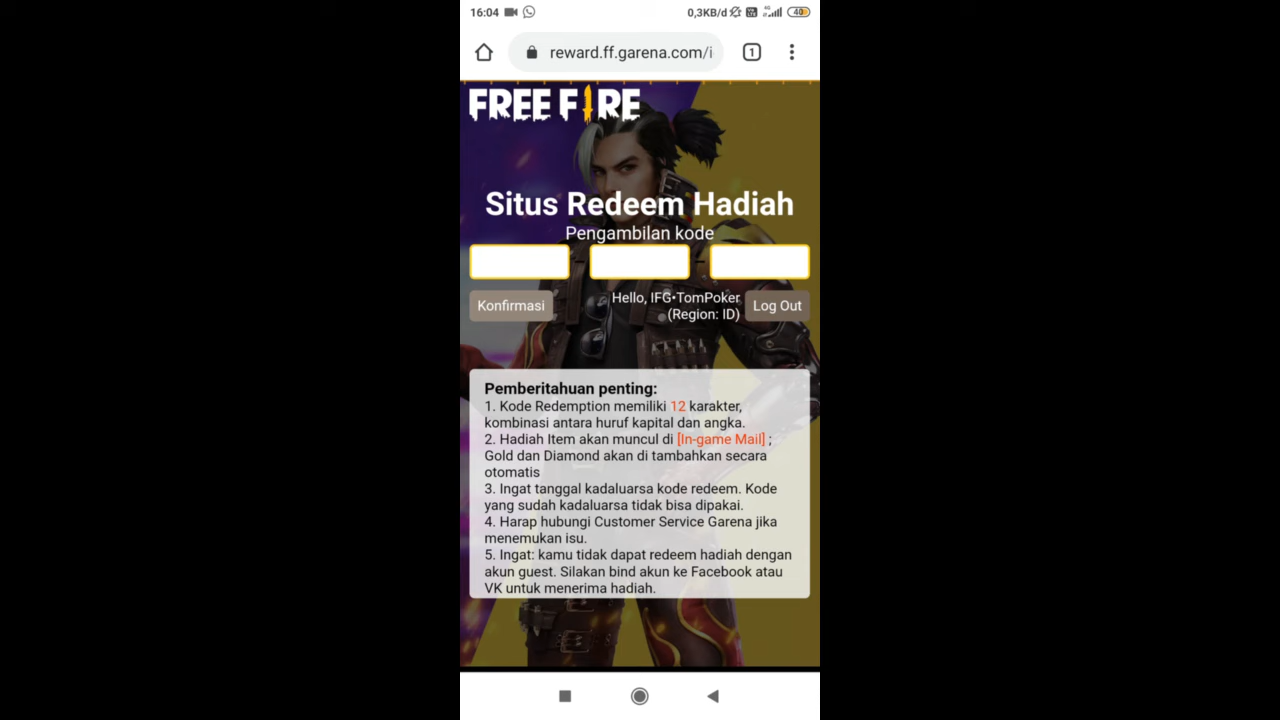 16:04
0,3KB/d
4G
40
reward.ff.garena.com/i
1
FREE FIRE
Situs Redeem Hadiah
Pengambilan kode
Konfirmasi
Hello, IFG•TomPoker
(Region: ID)
Log Out
Pemberitahuan penting:
1. Kode Redemption memiliki 12 karakter,
kombinasi antara huruf kapital dan angka.
2. Hadiah Item akan muncul di [In-game Mail] ;
Gold dan Diamond akan di tambahkan secara
otomatis
3. Ingat tanggal kadaluarsa kode redeem. Kode
yang sudah kadaluarsa tidak bisa dipakai.
4. Harap hubungi Customer Service Garena jika
menemukan isu.
5. Ingat: kamu tidak dapat redeem hadiah dengan
akun guest. Silakan bind akun ke Facebook atau
VK untuk menerima hadiah.